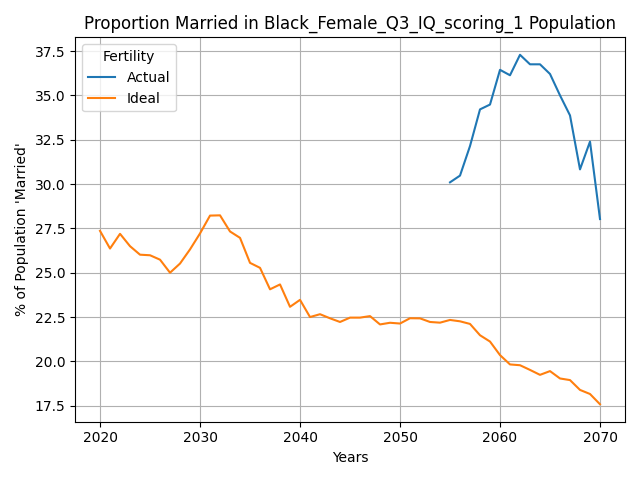 Proportion Married in Black_Female_Q3_IQ_scoring_1 Population
Fertility
Actual
Ideal
% of Population 'Married'
37.5
35.0
32.5
30.0
27.5
25.0
22.5
20.0
17.5
2020
2030
2040
2050
2060
2070
Years